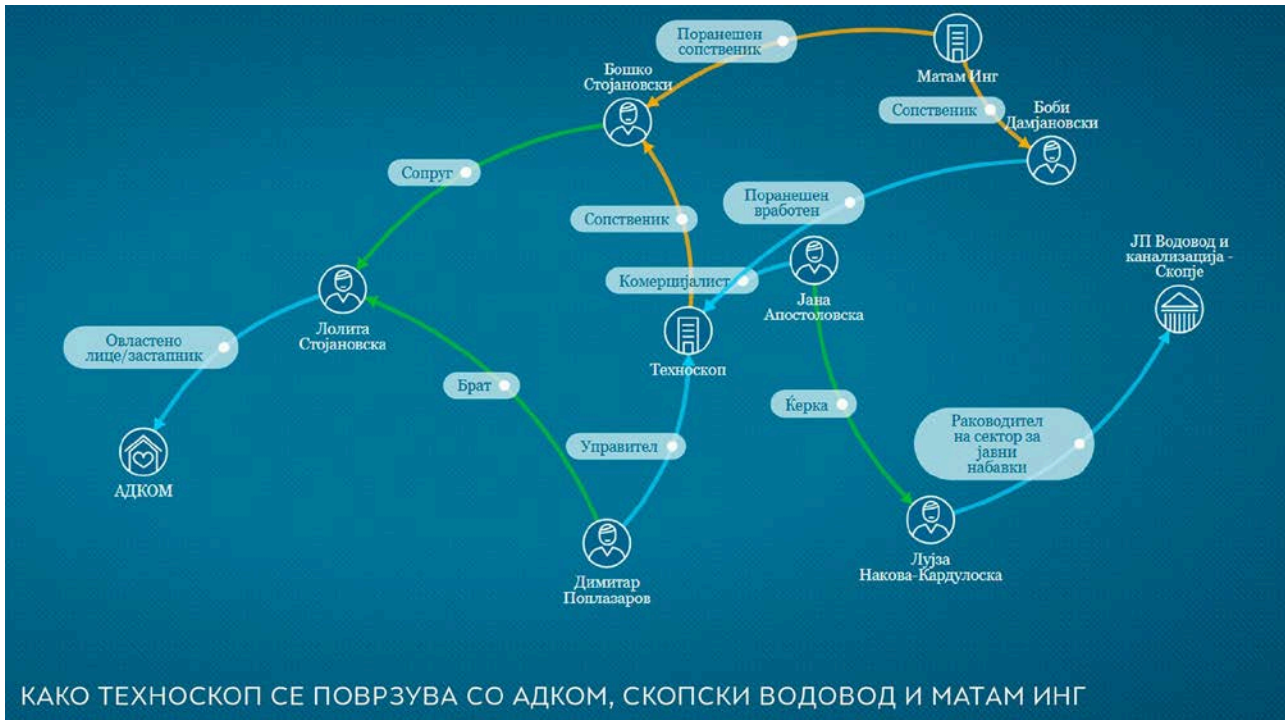 Поранешен
сопственик
Матам Инг
Бошко
Стојановски
Сопственик
Боби
Дамјановски
Сопруг
Поранешен
вработен
Сопственик
ЈП Водовод и
канализација -
Скопје
Комерцијалист
Јана
Апостоловска
Лолита
Стојановска
Овластено
лице/застапник
Техноскоп
Брат
Ќерка
Раководител
на сектор за
јавни
набавки
Управител
АДКОМ
Димитар
Поплазаров
Лујза
Накова-Кардулоска
КАКО ТЕХНОСКОП СЕ ПОВРЗУВА СО АДКОМ, СКОПСКИ ВОДОВОД И МАТАМ ИНГ